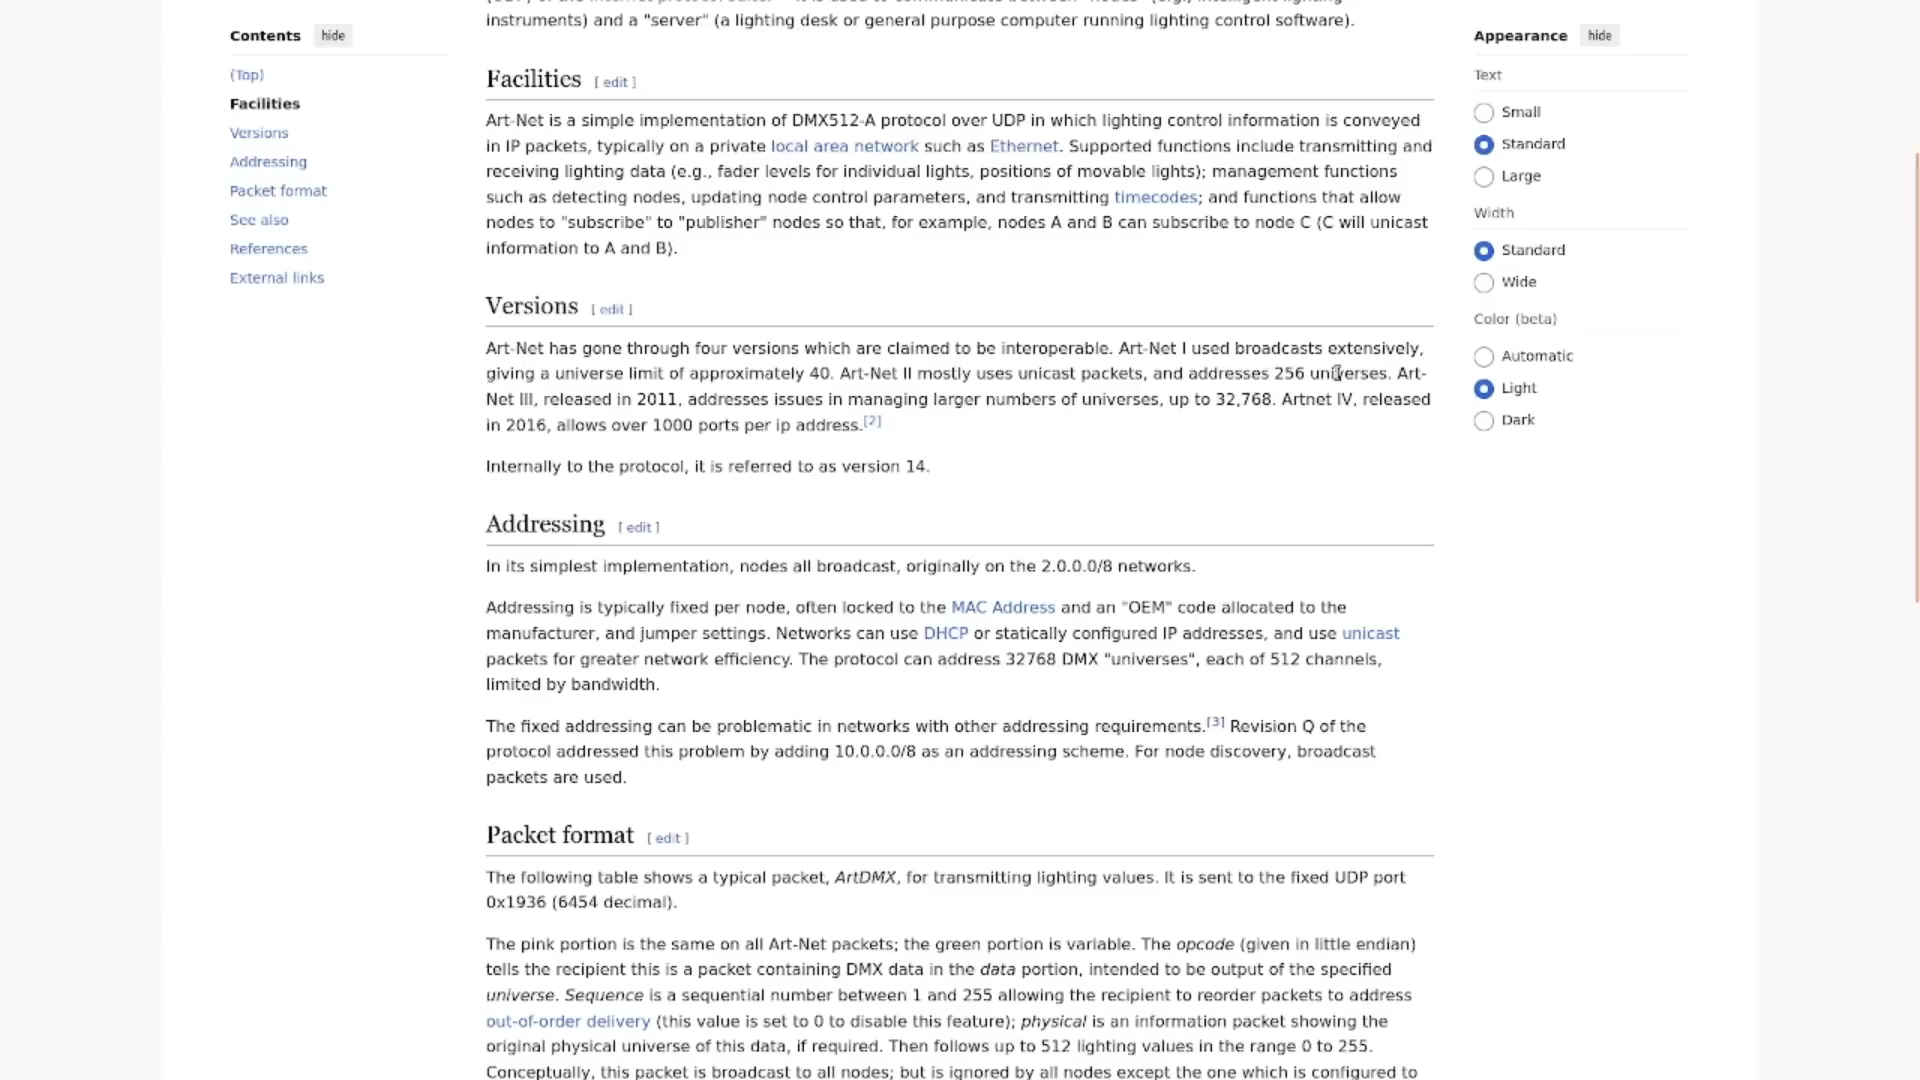 Contents hide
(Top)
Facilities
Versions
Addressing
Packet format
See also
References
External links
instruments) and a "server" (a lighting desk or general purpose computer running lighting control software).
Facilities [ edit ]
Art-Net is a simple implementation of DMX512-A protocol over UDP in which lighting control information is conveyed
in IP packets, typically on a private local area network such as Ethernet. Supported functions include transmitting and
receiving lighting data (e.g., fader levels for individual lights, positions of movable lights); management functions
such as detecting nodes, updating node control parameters, and transmitting timecodes; and functions that allow
nodes to "subscribe" to "publisher" nodes so that, for example, nodes A and B can subscribe to node C (C will unicast
information to A and B).
Versions [ edit ]
Art-Net has gone through four versions which are claimed to be interoperable. Art-Net I used broadcasts extensively,
giving a universe limit of approximately 40. Art-Net II mostly uses unicast packets, and addresses 256 universes. Art-
Net III, released in 2011, addresses issues in managing larger numbers of universes, up to 32,768. Artnet IV, released
in 2016, allows over 1000 ports per ip address.[2]
Internally to the protocol, it is referred to as version 14.
Addressing [ edit ]
In its simplest implementation, nodes all broadcast, originally on the 2.0.0.0/8 networks.
Addressing is typically fixed per node, often locked to the MAC Address and an "OEM" code allocated to the
manufacturer, and jumper settings. Networks can use DHCP or statically configured IP addresses, and use unicast
packets for greater network efficiency. The protocol can address 32768 DMX "universes", each of 512 channels,
limited by bandwidth.
The fixed addressing can be problematic in networks with other addressing requirements.[3] Revision Q of the
protocol addressed this problem by adding 10.0.0.0/8 as an addressing scheme. For node discovery, broadcast
packets are used.
Packet format [ edit ]
The following table shows a typical packet, ArtDMX, for transmitting lighting values. It is sent to the fixed UDP port
0x1936 (6454 decimal).
The pink portion is the same on all Art-Net packets; the green portion is variable. The opcode (given in little endian)
tells the recipient this is a packet containing DMX data in the data portion, intended to be output of the specified
universe. Sequence is a sequential number between 1 and 255 allowing the recipient to reorder packets to address
out-of-order delivery (this value is set to 0 to disable this feature); physical is an information packet showing the
original physical universe of this data, if required. Then follows up to 512 lighting values in the range 0 to 255.
Conceptually, this packet is broadcast to all nodes; but is ignored by all nodes except the one which is configured to
Appearance hide
Text
Small
Standard
Large
Width
Standard
Wide
Color (beta)
Automatic
Light
Dark